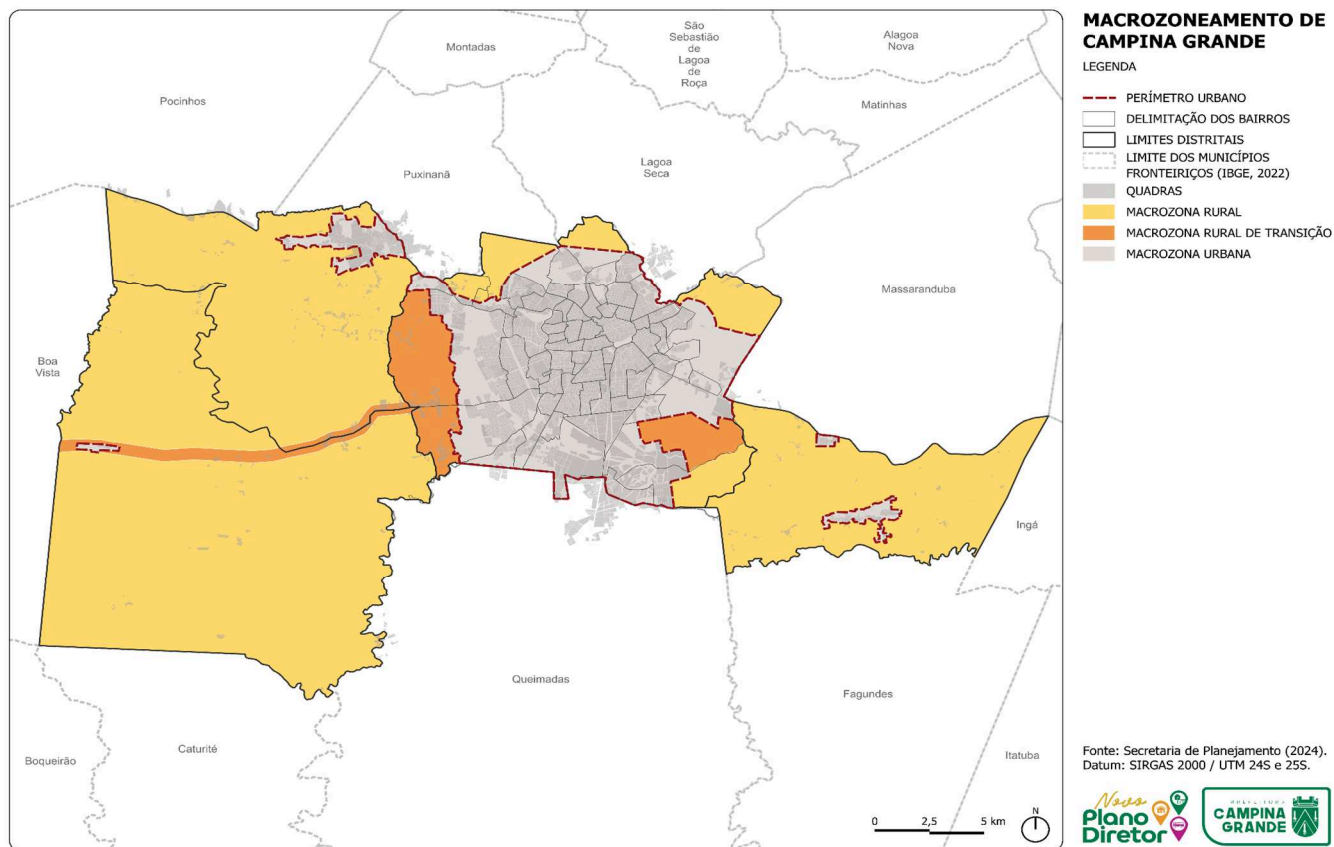 MACROZONEAMENTO DE
CAMPINA GRANDE
LEGENDA
PERÍMETRO URBANO
DELIMITAÇÃO DOS BAIRROS
LIMITES DISTRITAIS
LIMITE DOS MUNICÍPIOS
FRONTEIRIÇOS (IBGE, 2022)
QUADRAS
MACROZONA RURAL
MACROZONA RURAL DE TRANSIÇÃO
MACROZONA URBANA
São
Sebastião
de
Lagoa
de
Roça
Alagoa
Nova
Montadas
Pocinhos
Matinhas
Puxinanã
Lagoa
Seca
Massaranduba
Boa
Vista
Ingá
Queimadas
Fagundes
Caturité
Boqueirão
Itatuba
0 2,5 5 km
N
Fonte: Secretaria de Planejamento (2024).
Datum: SIRGAS 2000 / UTM 24S e 25S.
Novo
Plano
Diretor
PREFEITURA
CAMPINA
GRANDE